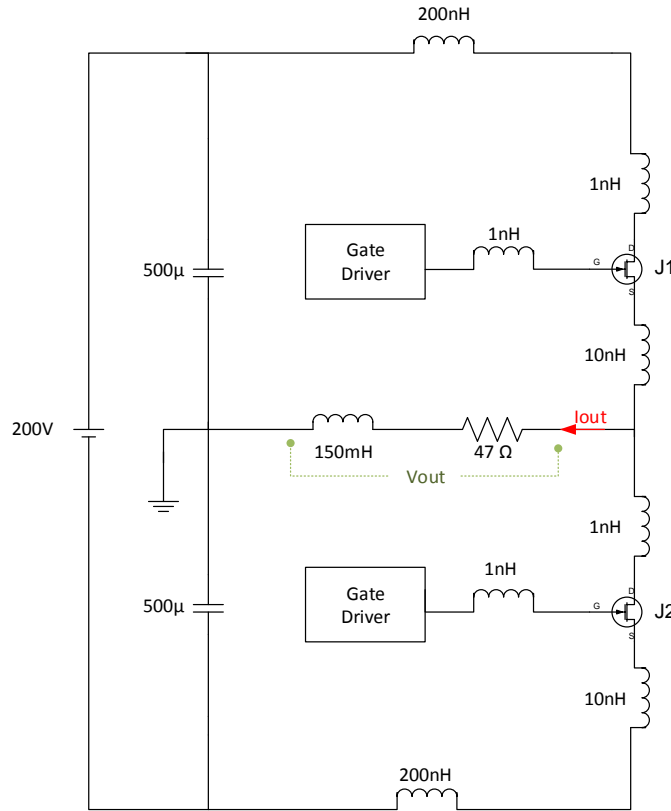 200nH
1nH
D
1nH
Gate
Driver
G
J1
500µ
S
10nH
200V
Iout
150mH
47 Ω
Vout
1nH
1nH
D
Gate
Driver
G
J2
500µ
S
10nH
200nH